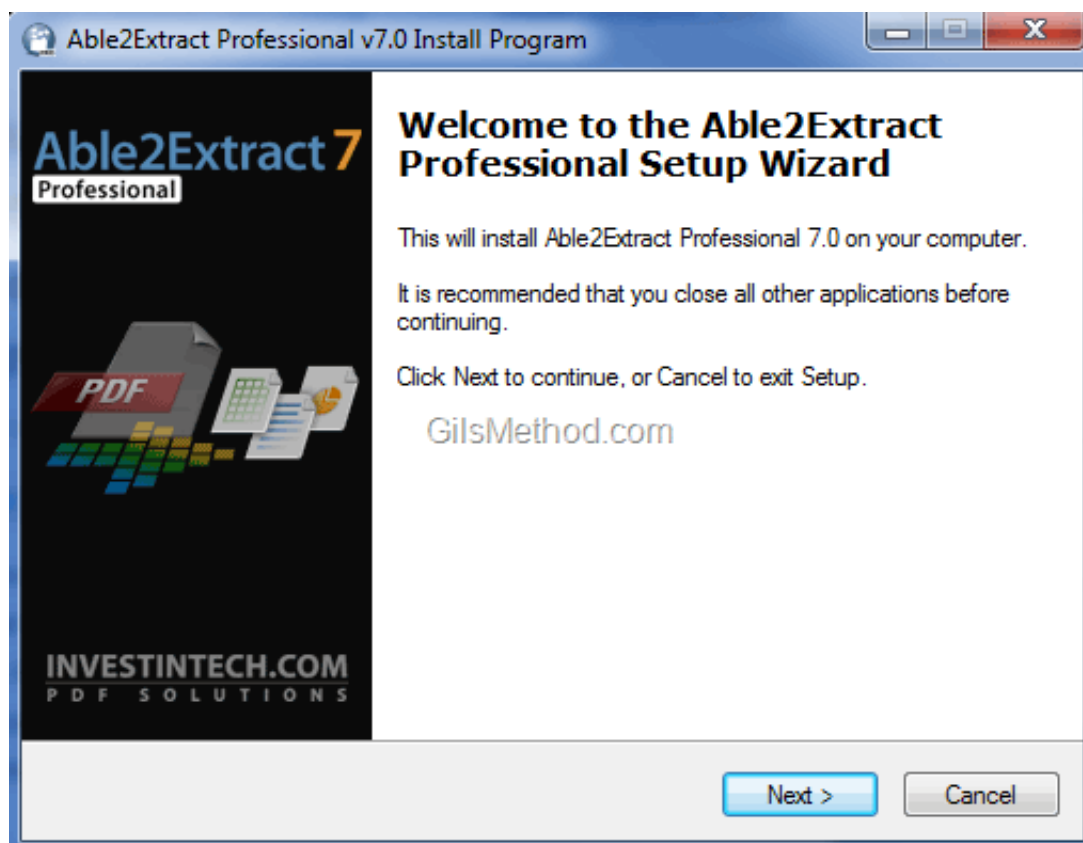 Able2Extract Professional v7.0 Install Program
Able2Extract 7
Professional
PDF
INVESTINTECH.COM
PDF SOLUTIONS
Welcome to the Able2Extract
Professional Setup Wizard
This will install Able2Extract Professional 7.0 on your computer.
It is recommended that you close all other applications before
continuing.
Click Next to continue, or Cancel to exit Setup.
GilsMethod.com
Next >
Cancel